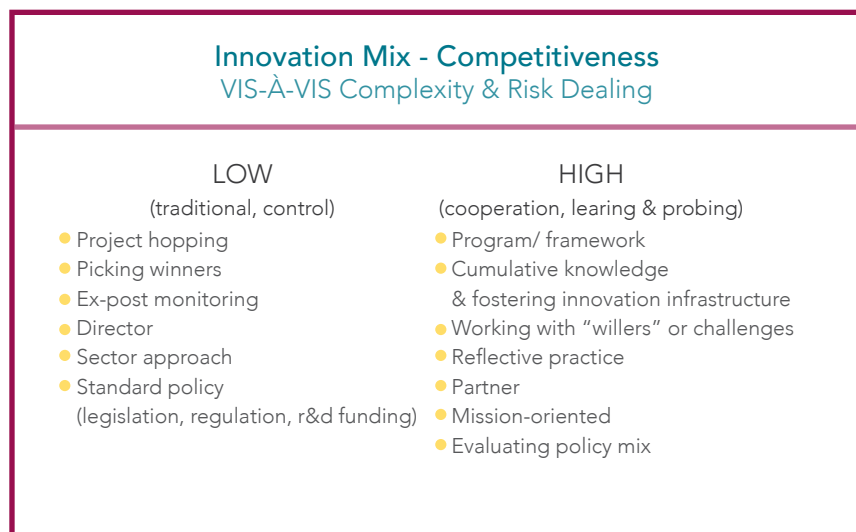 Innovation Mix - Competitiveness
VIS-À-VIS Complexity & Risk Dealing
LOW
(traditional, control)
Project hopping
Picking winners
Ex-post monitoring
Director
Sector approach
Standard policy
(legislation, regulation, r&d funding)
HIGH
(cooperation, learing & probing)
Program/ framework
Cumulative knowledge
& fostering innovation infrastructure
Working with “willers” or challenges
Reflective practice
Partner
Mission-oriented
Evaluating policy mix